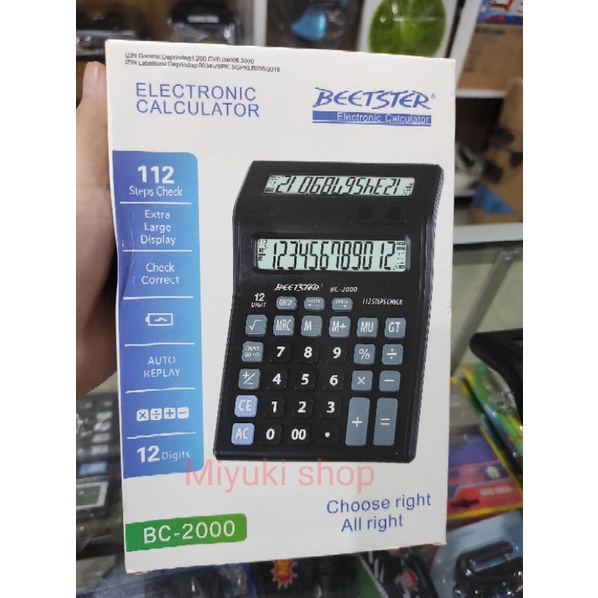 ELECTRONIC
CALCULATOR
BEETSTER®
Electronic Calculator
112
Steps Check
Extra
Large
Display
Check
Correct
AUTO
REPLAY
12 Digits
BC-2000
123456789012
BEETSTER BC-2000
12
DIGIT
112 STEPS CHECK
√ MRC M- M+ MU GT
7 8 9 % ÷
+/- 4 5 6 × −
CE 1 2 3 + =
AC 0 00 •
Miyuki shop
Choose right
All right